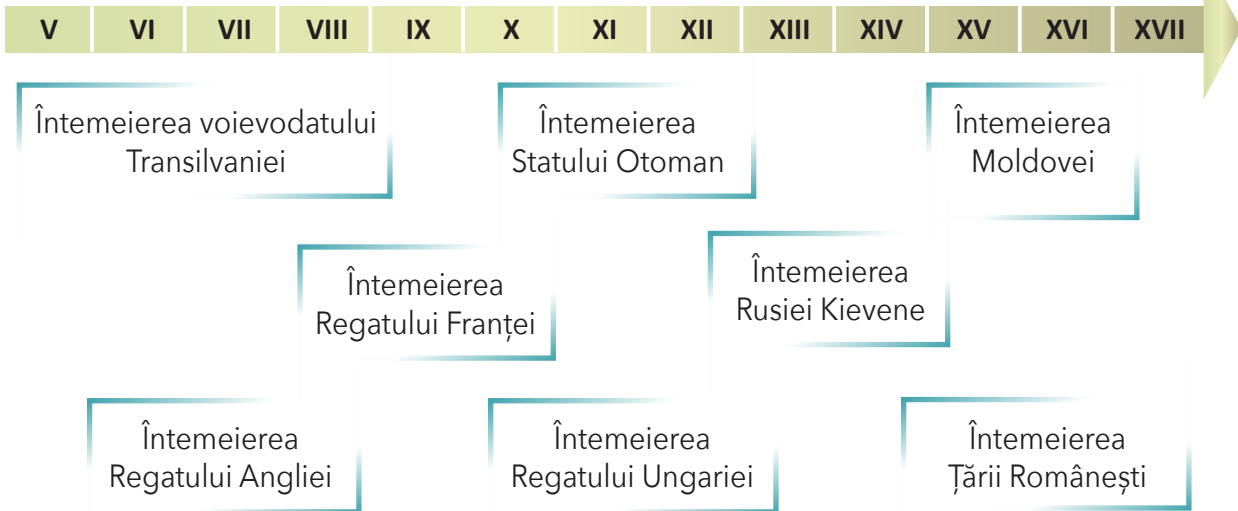 V VI VII VIII IX X XI XII XIII XIV XV XVI XVII
Întemeierea voievodatului
Transilvaniei
Întemeierea
Statului Otoman
Întemeierea
Moldovei
Întemeierea
Regatului Franței
Întemeierea
Rusiei Kievene
Întemeierea
Regatului Angliei
Întemeierea
Regatului Ungariei
Întemeierea
Țării Românești